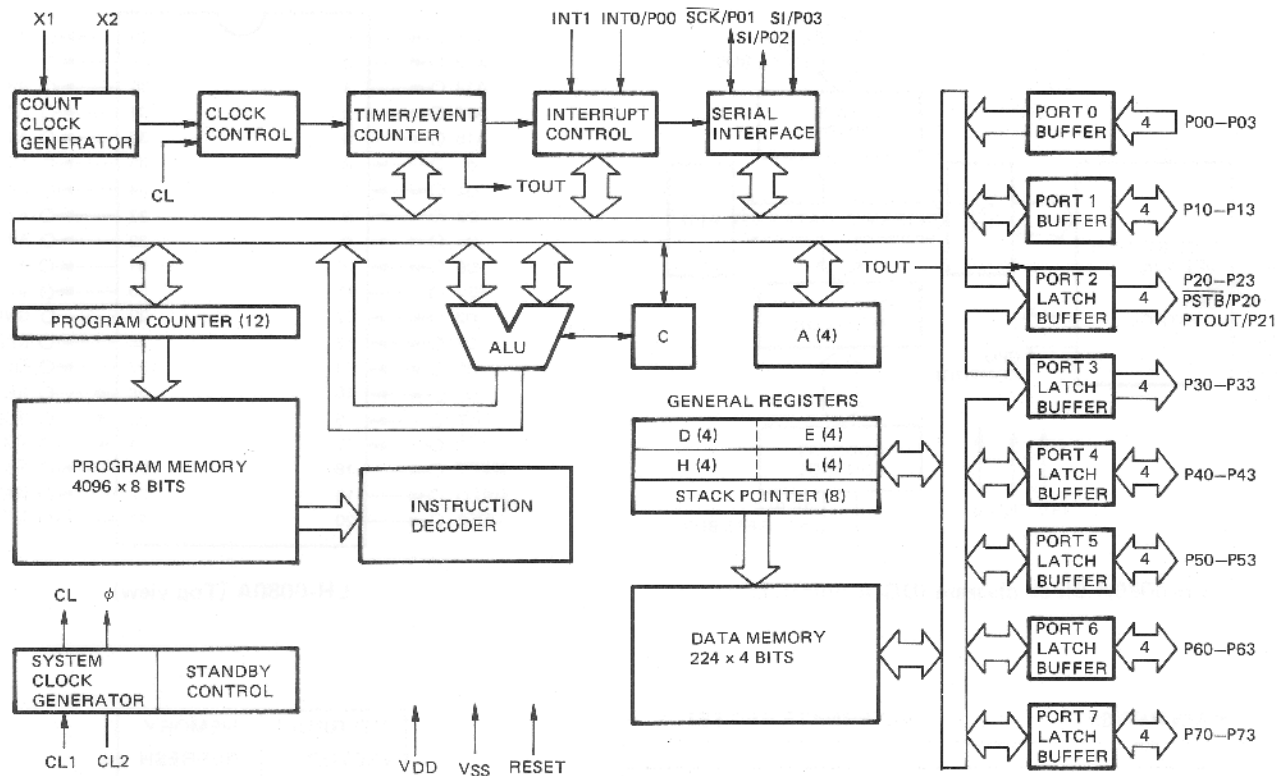 X1
X2
INT1
INT0/P00
SCK/P01
SI/P03
SI/P02
COUNT
CLOCK
GENERATOR
CLOCK
CONTROL
TIMER/EVENT
COUNTER
INTERRUPT
CONTROL
SERIAL
INTERFACE
CL
TOUT
PORT 0
BUFFER
4
P00–P03
PORT 1
BUFFER
4
P10–P13
TOUT
PORT 2
LATCH
BUFFER
4
P20–P23
PSTB/P20
PTOUT/P21
PROGRAM COUNTER (12)
ALU
C
A (4)
PORT 3
LATCH
BUFFER
4
P30–P33
GENERAL REGISTERS
D (4)
E (4)
H (4)
L (4)
STACK POINTER (8)
PROGRAM MEMORY
4096 x 8 BITS
INSTRUCTION
DECODER
PORT 4
LATCH
BUFFER
4
P40–P43
PORT 5
LATCH
BUFFER
4
P50–P53
CL
φ
DATA MEMORY
224 x 4 BITS
PORT 6
LATCH
BUFFER
4
P60–P63
SYSTEM
CLOCK
GENERATOR
STANDBY
CONTROL
PORT 7
LATCH
BUFFER
4
P70–P73
CL1
CL2
VDD
VSS
RESET